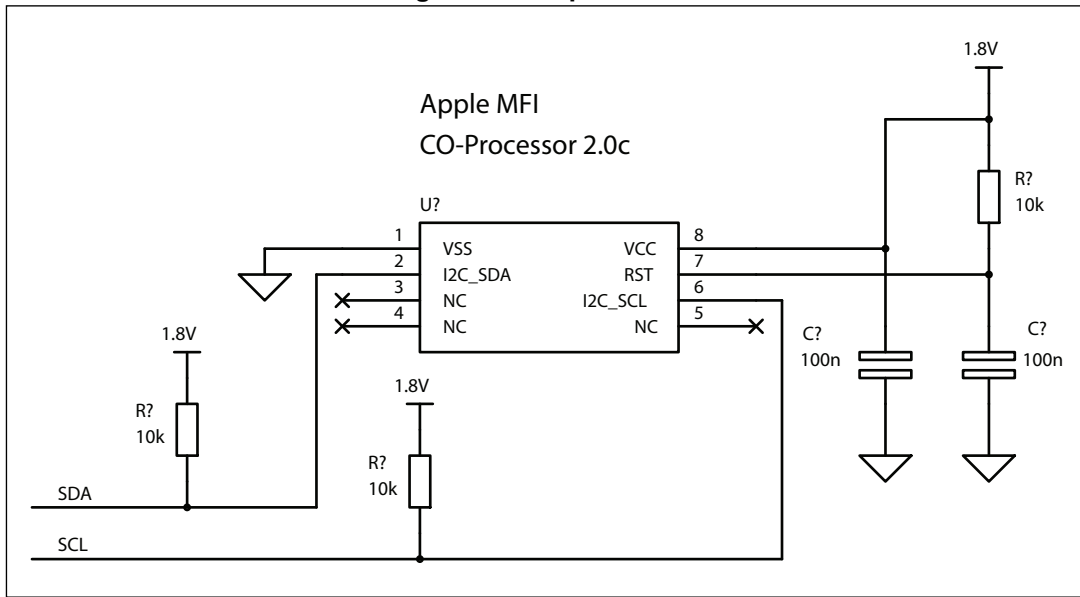 1.8V
Apple MFI
CO-Processor 2.0c
R?
10k
U?
1 VSS VCC 8
2 I2C_SDA RST 7
3 NC I2C_SCL 6
4 NC NC 5
1.8V
C?
100n
C?
100n
1.8V
R?
10k
R?
10k
SDA
SCL